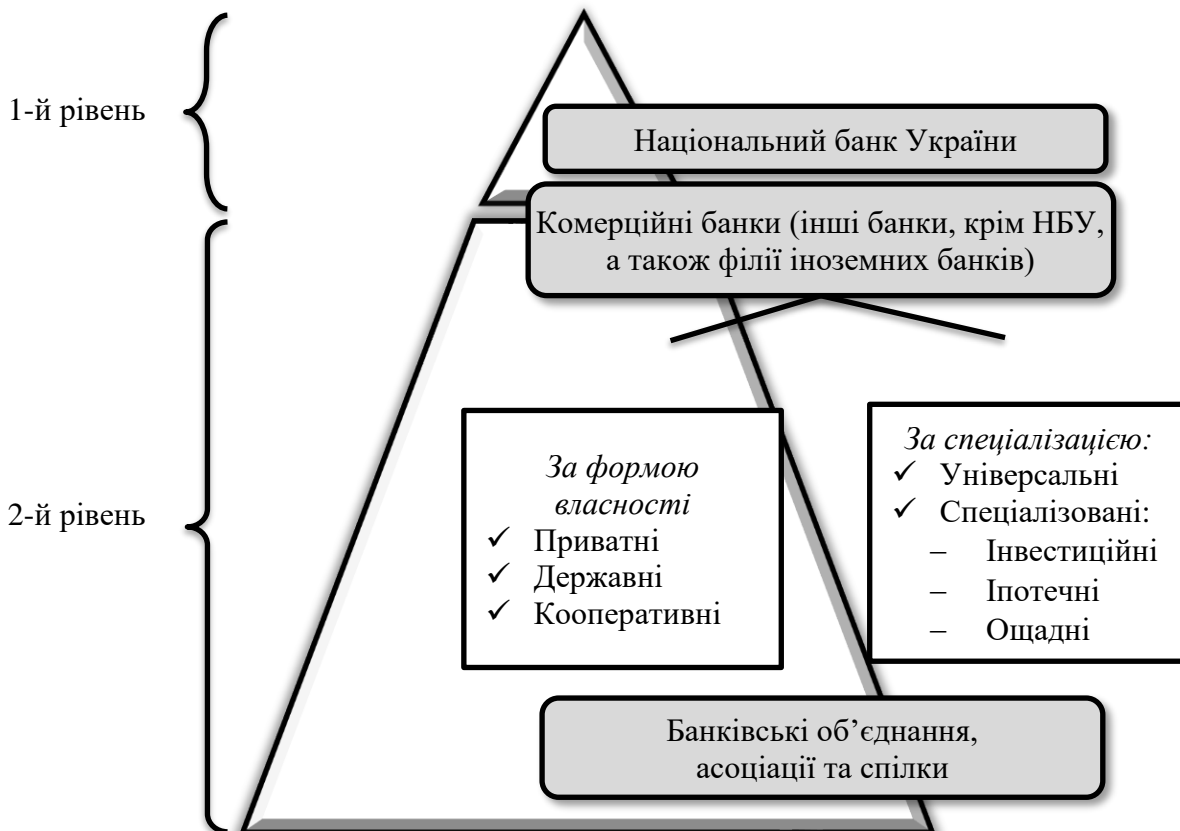 1-й рівень
Національний банк України
Комерційні банки (інші банки, крім НБУ,
а також філії іноземних банків)
2-й рівень
За формою
власності
✓ Приватні
✓ Державні
✓ Кооперативні
За спеціалізацією:
✓ Універсальні
✓ Спеціалізовані:
– Інвестиційні
– Іпотечні
– Ощадні
Банківські об’єднання,
асоціації та спілки